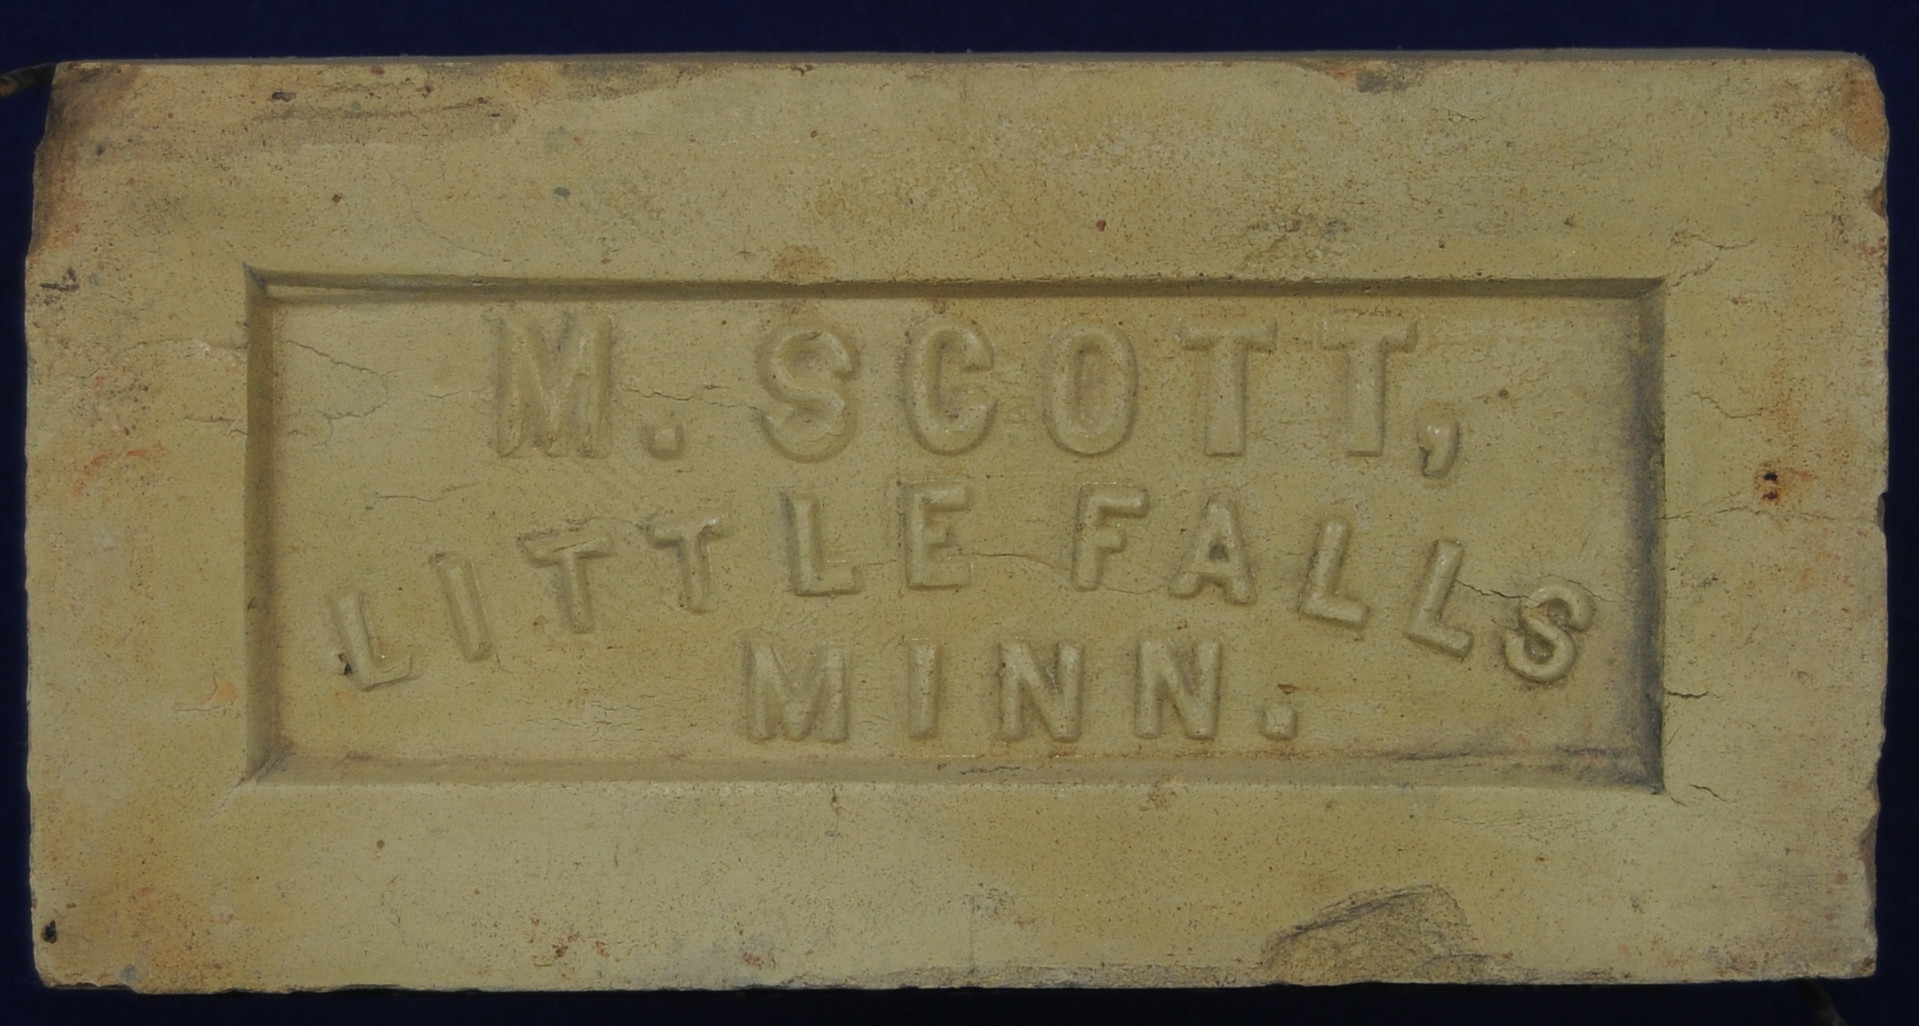 M. SCOTT,
LITTLE FALLS
MINN.